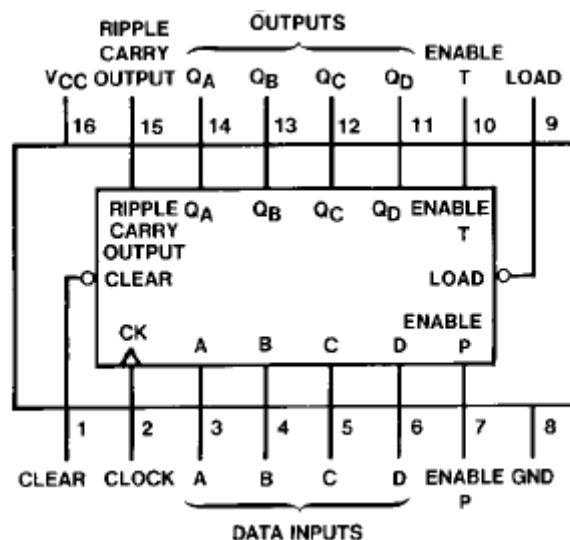 RIPPLE OUTPUTS
CARRY ENABLE
VCC OUTPUT QA QB QC QD T LOAD
16 15 14 13 12 11 10 9
RIPPLE QA QB QC QD ENABLE
CARRY T
OUTPUT
CLEAR LOAD
CK ENABLE
A B C D P
1 2 3 4 5 6 7 8
CLEAR CLOCK A B C D ENABLE GND
P
DATA INPUTS